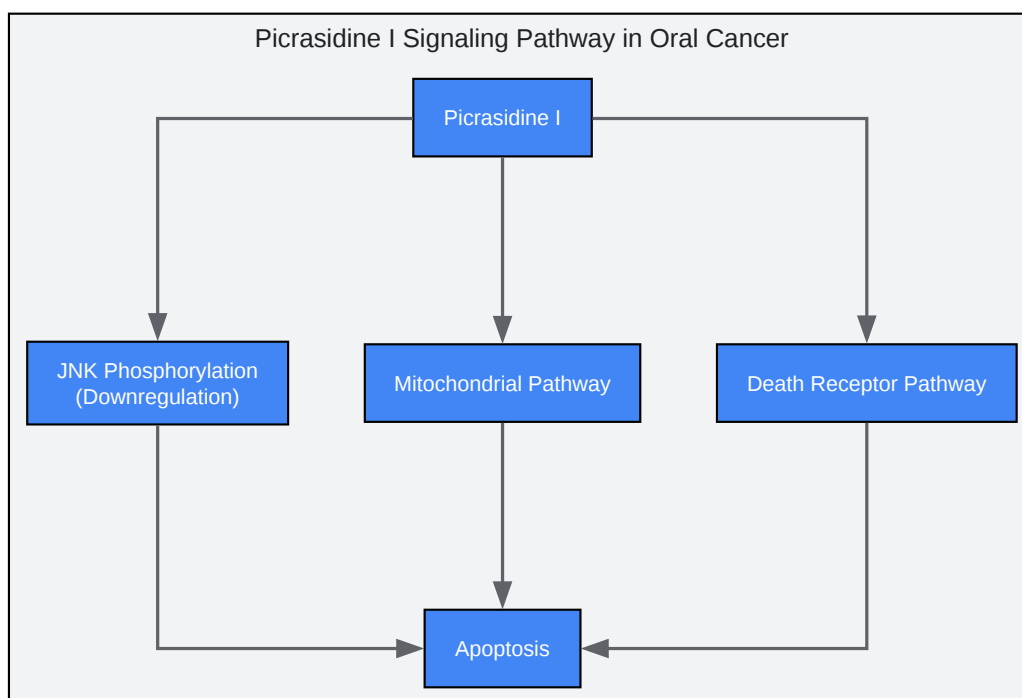 Picrasidine I Signaling Pathway in Oral Cancer
Picrasidine I
JNK Phosphorylation
(Downregulation)
Mitochondrial Pathway
Death Receptor Pathway
Apoptosis